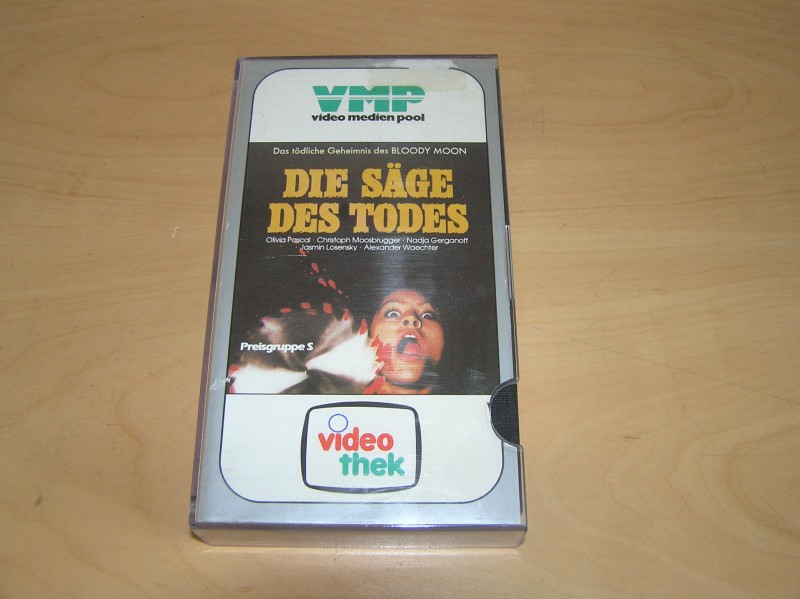 VMP
video medien pool
Das tödliche Geheimnis des BLOODY MOON
DIE SÄGE
DES TODES
Olivia Pascal · Christoph Moosbrugger · Nadja Gerganoff
· Jasmin Losensky · Alexander Waechter
Preisgruppe S
video
thek